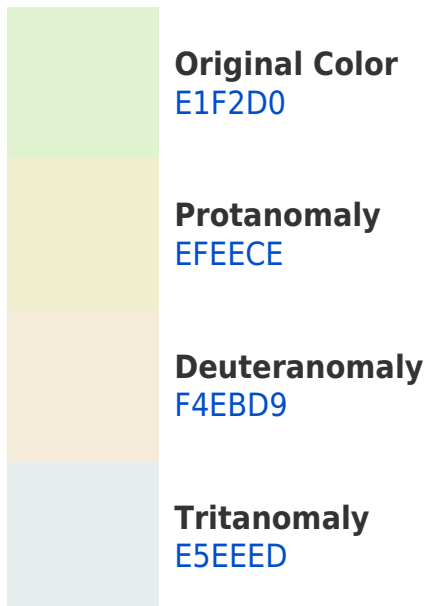 Original Color
E1F2D0
Protanomaly
EFEECE
Deuteranomaly
F4EBD9
Tritanomaly
E5EEED